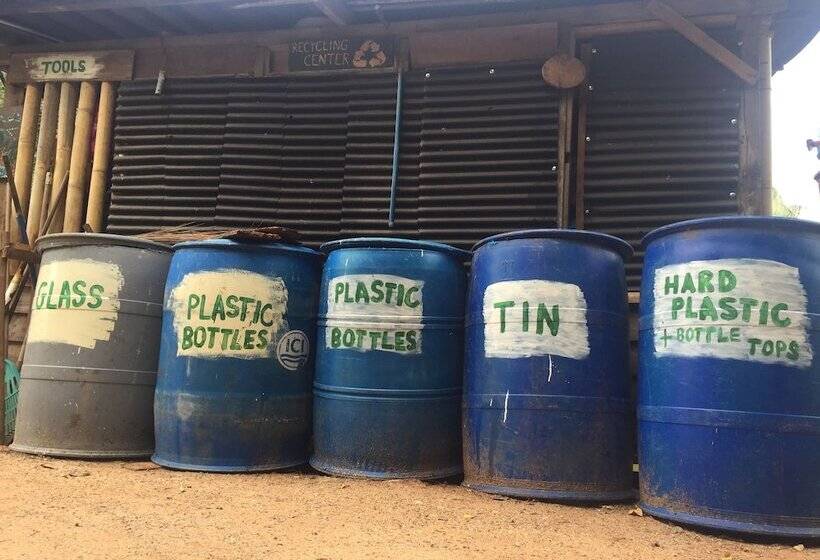 TOOLS
RECYCLING
CENTER
GLASS
PLASTIC
BOTTLES
ICI
PLASTIC
BOTTLES
TIN
HARD
PLASTIC
+ BOTTLE TOPS